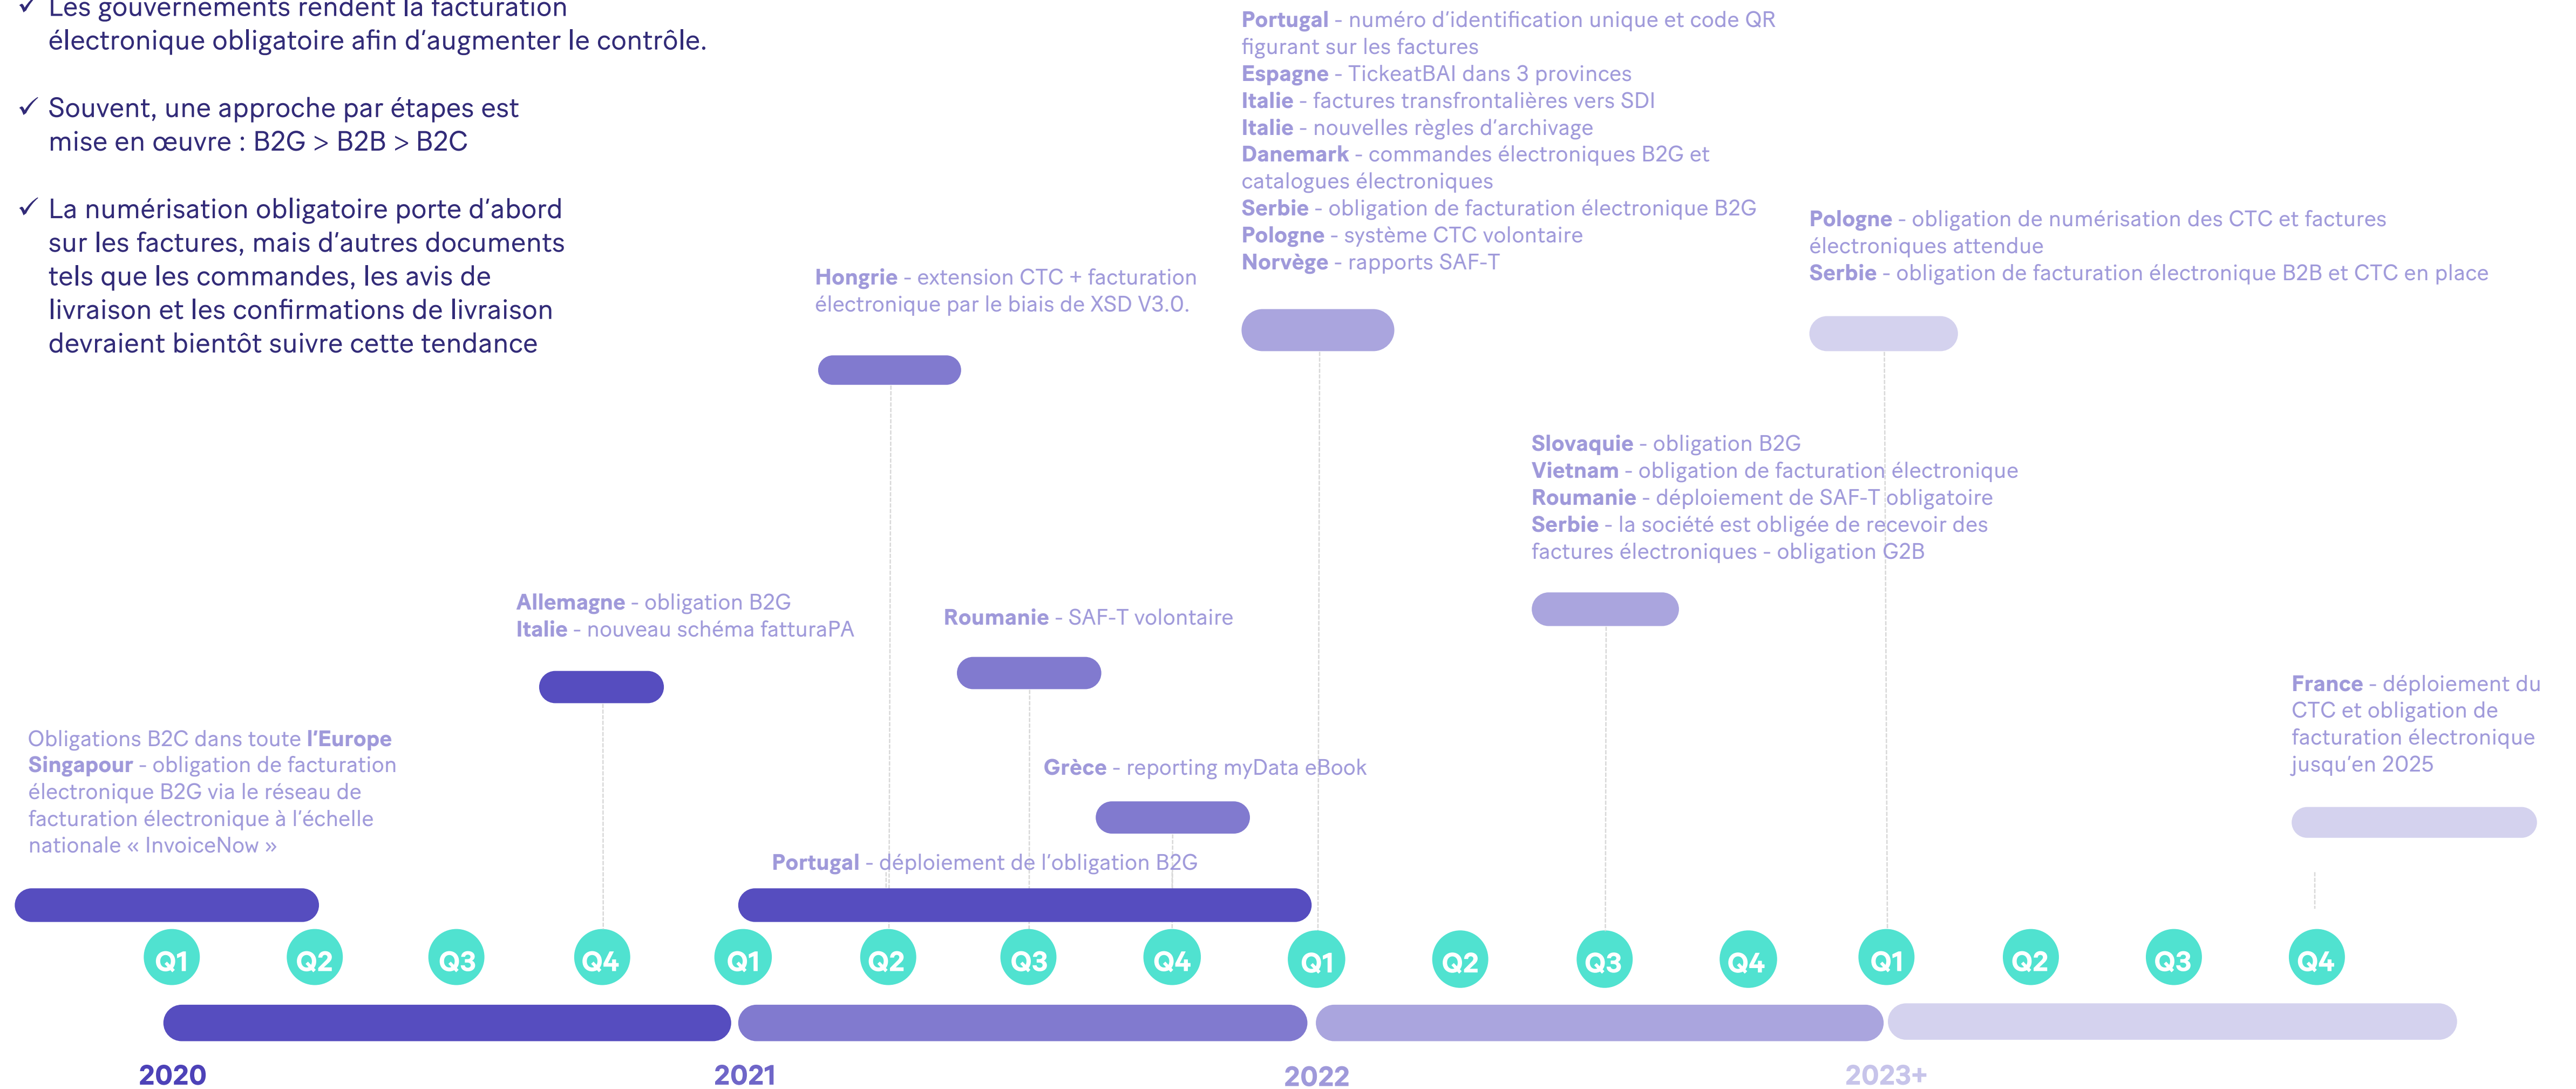 ✓ Les gouvernements rendent la facturation
électronique obligatoire afin d'augmenter le contrôle.
✓ Souvent, une approche par étapes est
mise en œuvre : B2G > B2B > B2C
✓ La numérisation obligatoire porte d'abord
sur les factures, mais d'autres documents
tels que les commandes, les avis de
livraison et les confirmations de livraison
devraient bientôt suivre cette tendance
Obligations B2C dans toute l'Europe
Singapour - obligation de facturation
électronique B2G via le réseau de
facturation électronique à l'échelle
nationale « InvoiceNow »
Allemagne - obligation B2G
Italie - nouveau schéma fatturaPA
Hongrie - extension CTC + facturation
électronique par le biais de XSD V3.0.
Roumanie - SAF-T volontaire
Grèce - reporting myData eBook
Portugal - déploiement de l'obligation B2G
Portugal - numéro d'identification unique et code QR
figurant sur les factures
Espagne - TickeatBAI dans 3 provinces
Italie - factures transfrontalières vers SDI
Italie - nouvelles règles d'archivage
Danemark - commandes électroniques B2G et
catalogues électroniques
Serbie - obligation de facturation électronique B2G
Pologne - système CTC volontaire
Norvège - rapports SAF-T
Slovaquie - obligation B2G
Vietnam - obligation de facturation électronique
Roumanie - déploiement de SAF-T obligatoire
Serbie - la société est obligée de recevoir des
factures électroniques - obligation G2B
Pologne - obligation de numérisation des CTC et factures
électroniques attendue
Serbie - obligation de facturation électronique B2B et CTC en place
France - déploiement du
CTC et obligation de
facturation électronique
jusqu'en 2025
Q1 Q2 Q3 Q4 Q1 Q2 Q3 Q4 Q1 Q2 Q3 Q4 Q1 Q2 Q3 Q4
2020 2021 2022 2023+